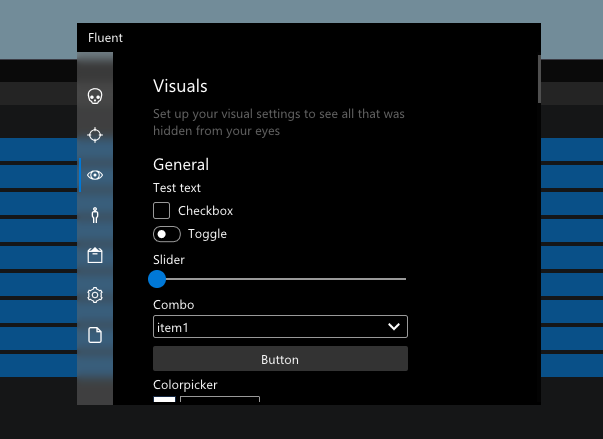 Fluent
Visuals
Set up your visual settings to see all that was
hidden from your eyes
General
Test text
Checkbox
Toggle
Slider
Combo
item1
Button
Colorpicker